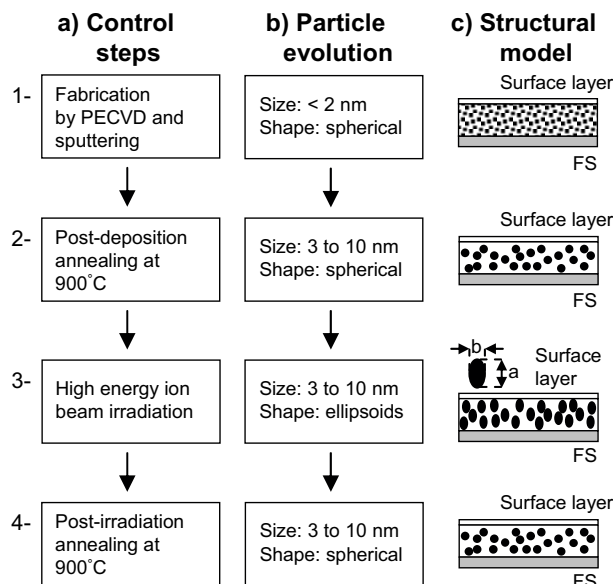 a) Control
steps
b) Particle
evolution
c) Structural
model
1-
Fabrication
by PECVD and
sputtering
Size: < 2 nm
Shape: spherical
Surface layer
FS
2-
Post-deposition
annealing at
900°C
Size: 3 to 10 nm
Shape: spherical
Surface layer
FS
3-
High energy ion
beam irradiation
Size: 3 to 10 nm
Shape: ellipsoids
b
a
Surface
layer
FS
4-
Post-irradiation
annealing at
900°C
Size: 3 to 10 nm
Shape: spherical
Surface layer
FS